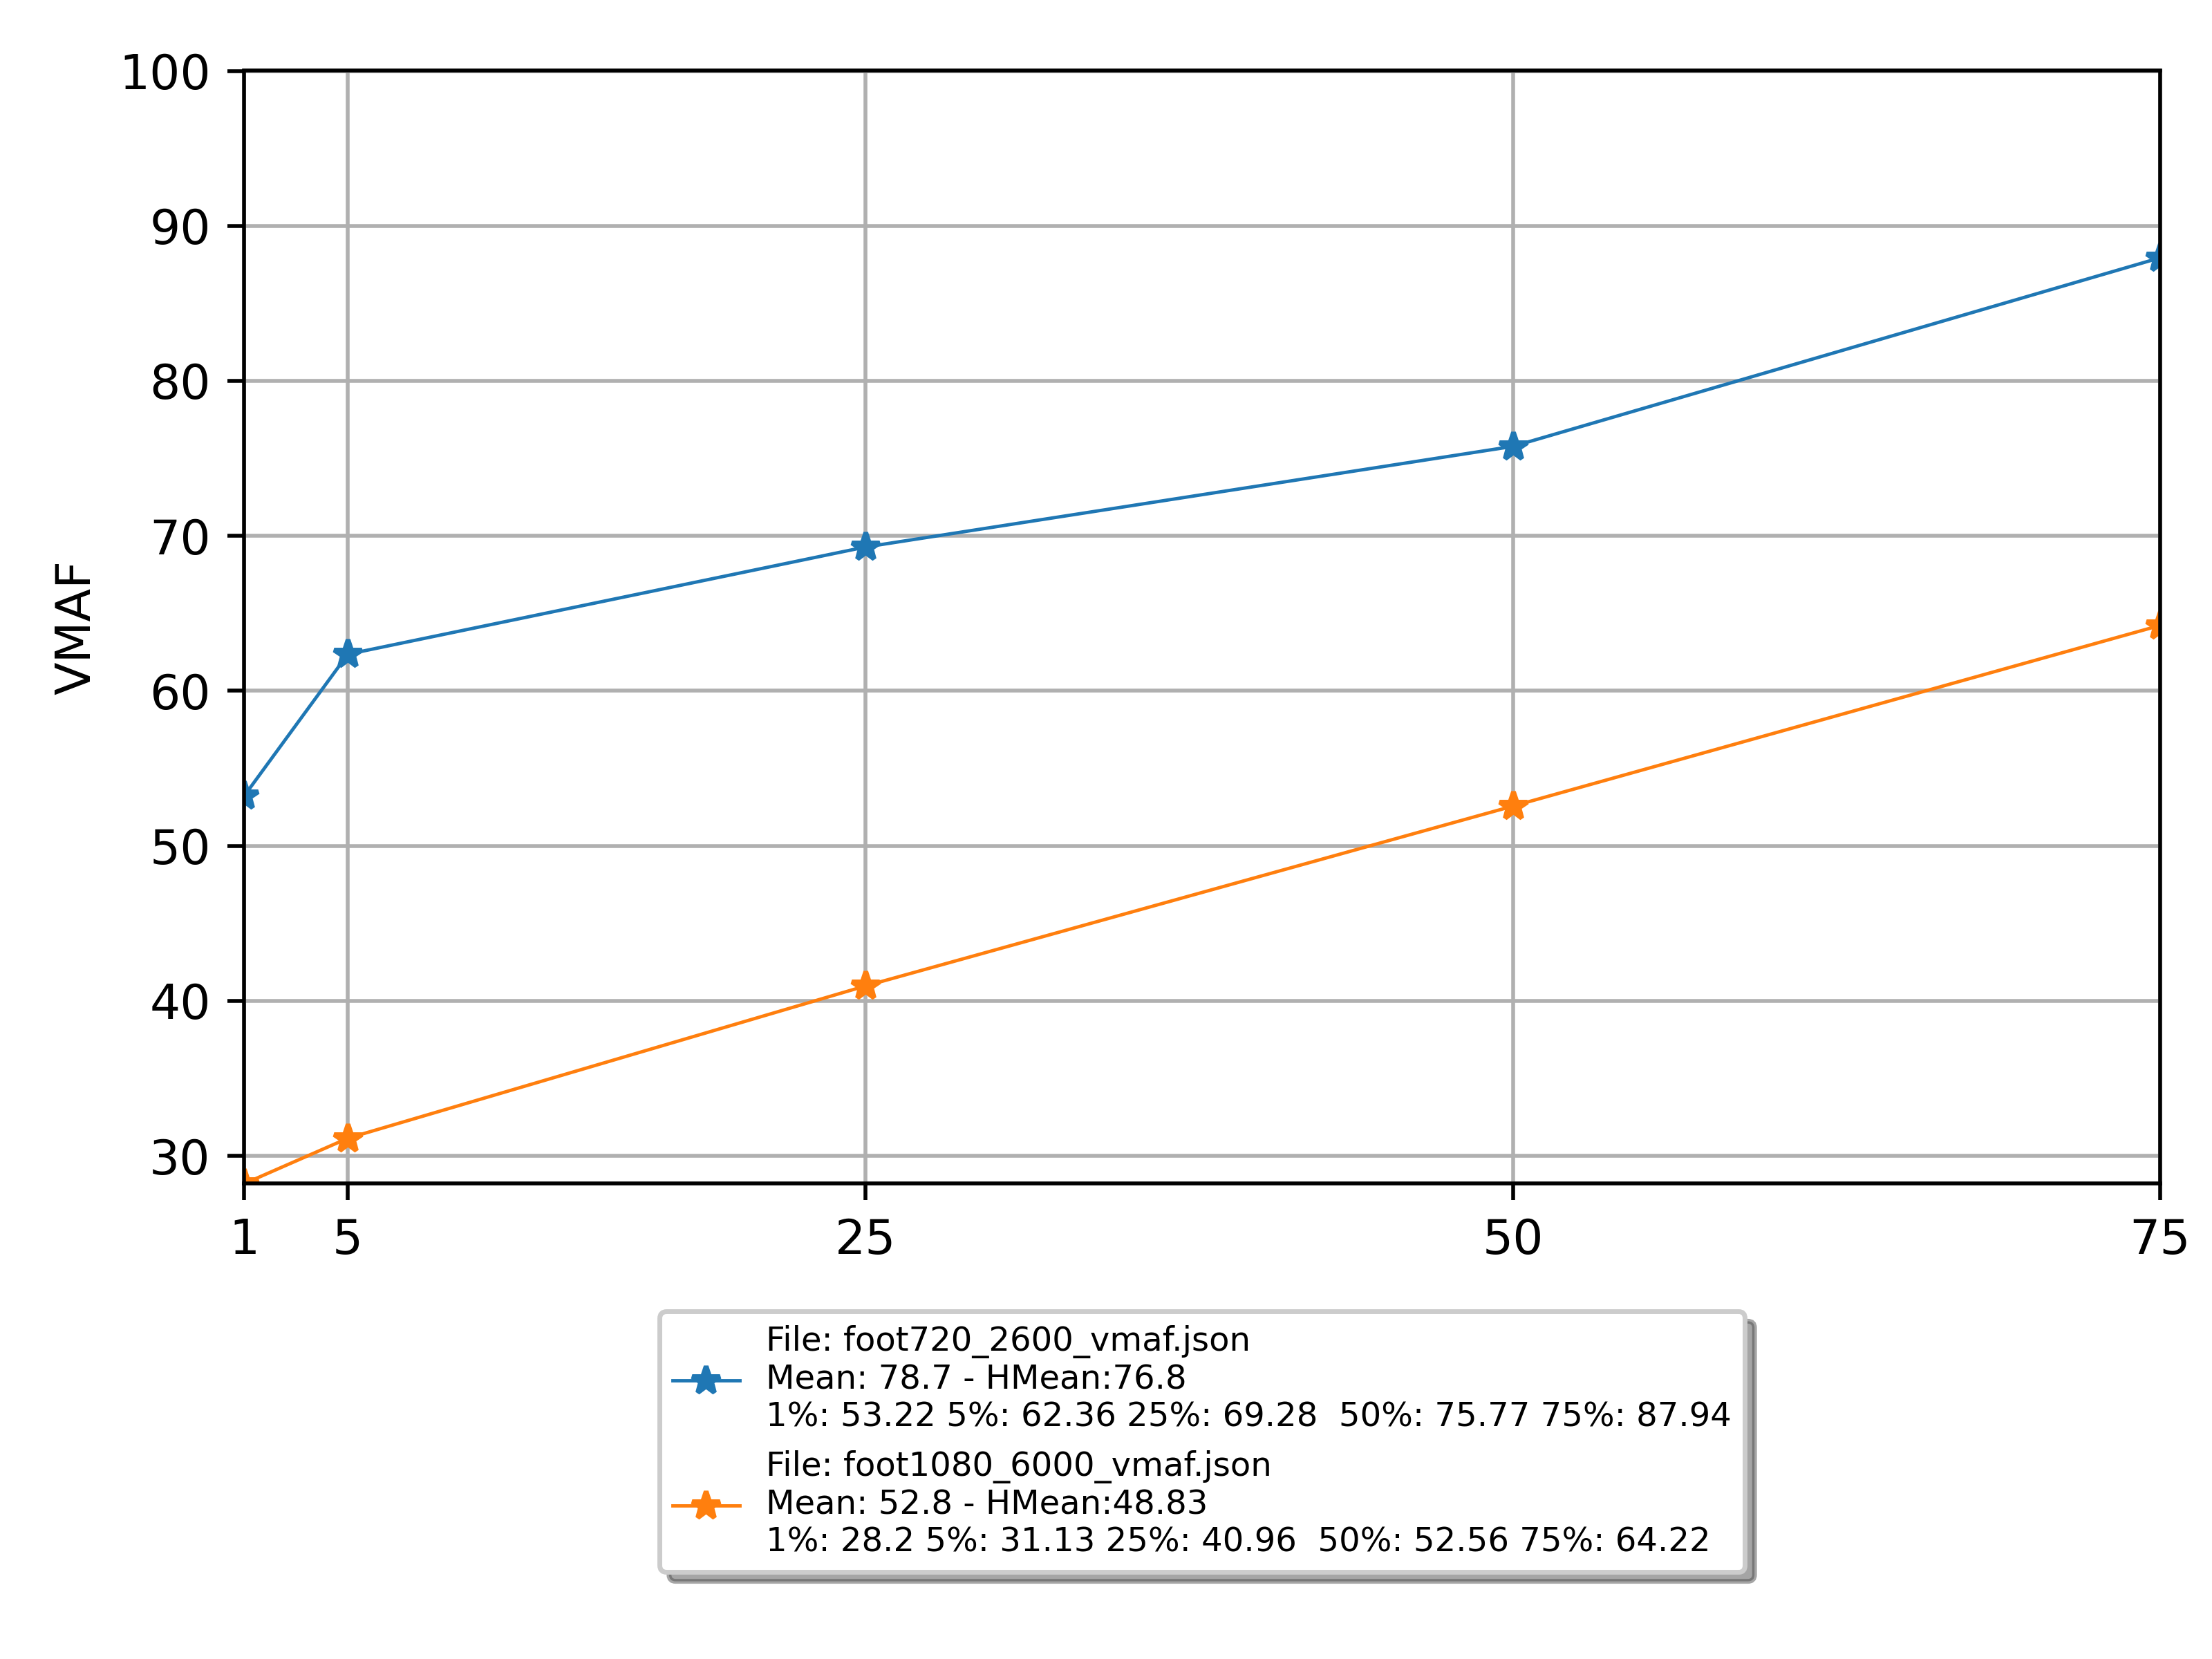 100
90
80
70
60
50
40
30
VMAF
1 5 25 50 75
File: foot720_2600_vmaf.json
Mean: 78.7 - HMean:76.8
1%: 53.22 5%: 62.36 25%: 69.28  50%: 75.77 75%: 87.94
File: foot1080_6000_vmaf.json
Mean: 52.8 - HMean:48.83
1%: 28.2 5%: 31.13 25%: 40.96  50%: 52.56 75%: 64.22